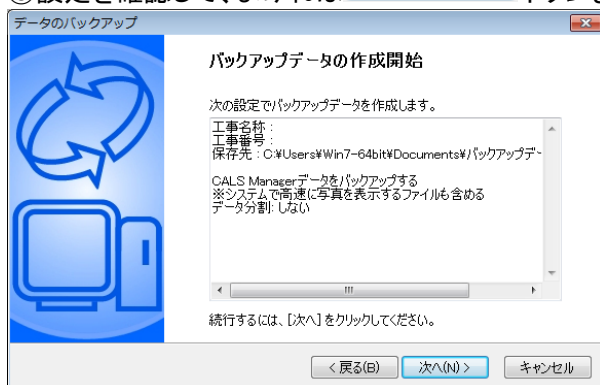 データのバックアップ
バックアップデータの作成開始
次の設定でバックアップデータを作成します。
工事名称 :
工事番号 :
保存先 : C:¥Users¥Win7-64bit¥Documents¥バックアップデ
CALS Managerデータをバックアップする
※システムで高速に写真を表示するファイルも含める
データ分割: しない
続行するには、[次へ] をクリックしてください。
< 戻る(B)
次へ(N) >
キャンセル